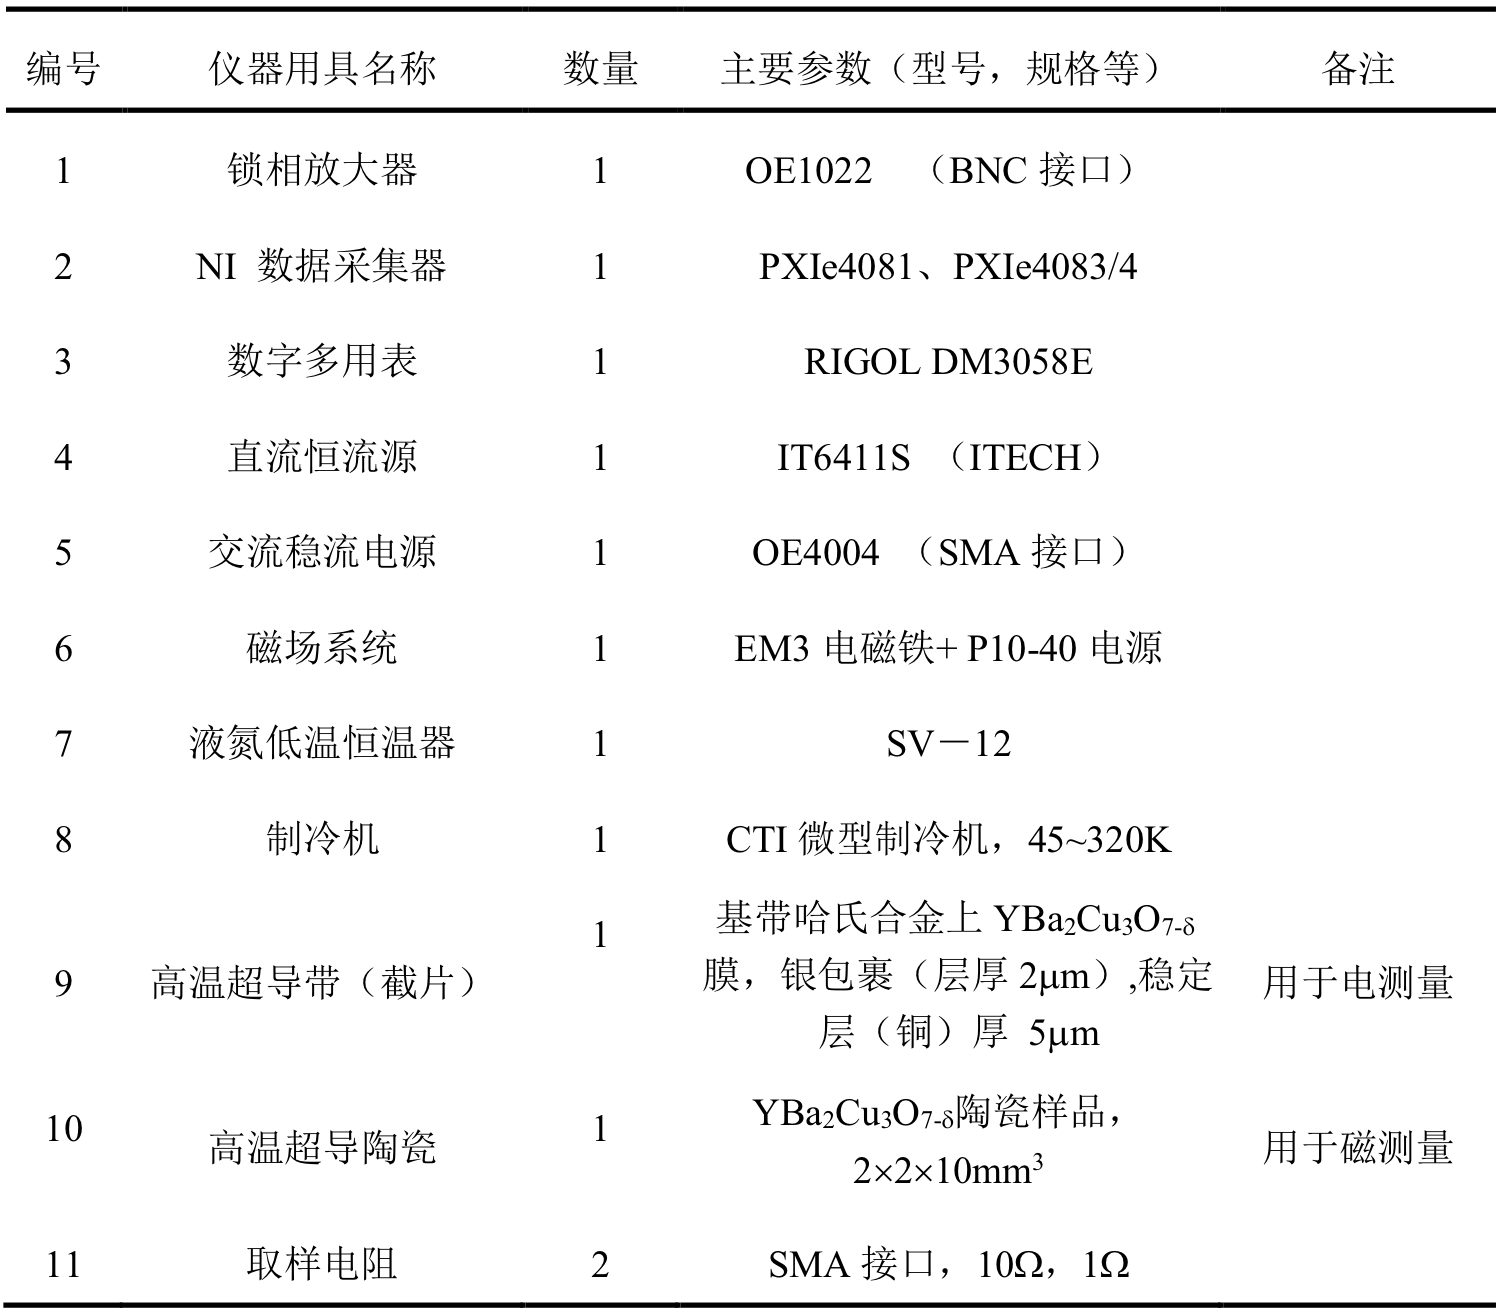 编号 仪器用具名称 数量 主要参数（型号，规格等） 备注
1 锁相放大器 1 OE1022 （BNC 接口）
2 NI 数据采集器 1 PXIe4081、PXIe4083/4
3 数字多用表 1 RIGOL DM3058E
4 直流恒流源 1 IT6411S （ITECH）
5 交流稳流电源 1 OE4004 （SMA 接口）
6 磁场系统 1 EM3 电磁铁+ P10-40 电源
7 液氮低温恒温器 1 SV－12
8 制冷机 1 CTI 微型制冷机，45~320K
9 高温超导带（截片） 1 基带哈氏合金上 YBa₂Cu₃O₇₋δ
膜，银包裹（层厚 2μm）,稳定
层（铜）厚 5μm 用于电测量
10 高温超导陶瓷 1 YBa₂Cu₃O₇₋δ陶瓷样品，
2×2×10mm³ 用于磁测量
11 取样电阻 2 SMA 接口，10Ω，1Ω